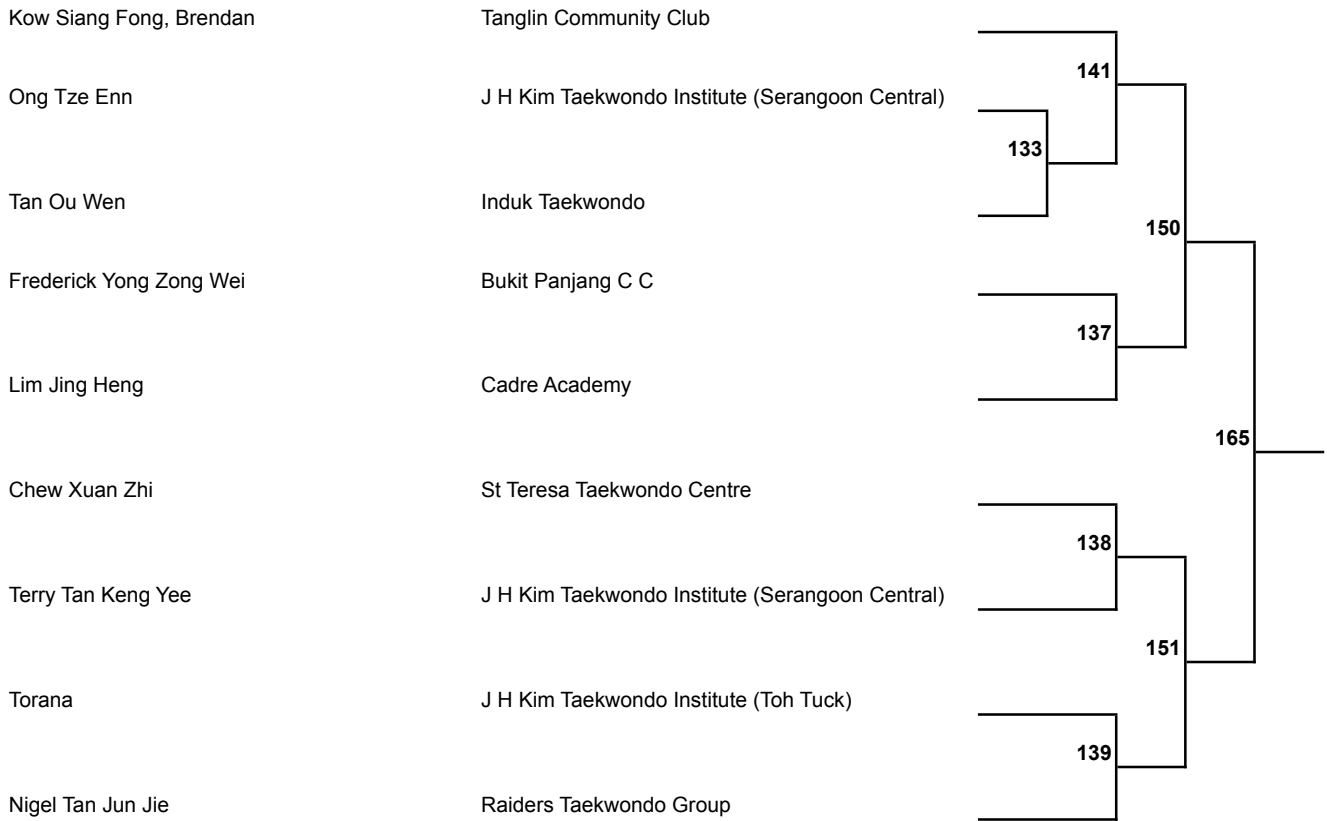 Kow Siang Fong, Brendan Tanglin Community Club
141
Ong Tze Enn J H Kim Taekwondo Institute (Serangoon Central)
133
Tan Ou Wen Induk Taekwondo
150
Frederick Yong Zong Wei Bukit Panjang C C
137
Lim Jing Heng Cadre Academy
165
Chew Xuan Zhi St Teresa Taekwondo Centre
138
Terry Tan Keng Yee J H Kim Taekwondo Institute (Serangoon Central)
151
Torana J H Kim Taekwondo Institute (Toh Tuck)
139
Nigel Tan Jun Jie Raiders Taekwondo Group